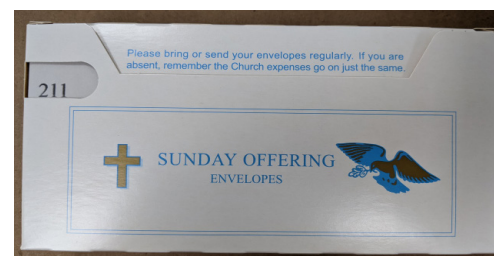 Please bring or send your envelopes regularly. If you are
absent, remember the Church expenses go on just the same.
211
SUNDAY OFFERING
ENVELOPES